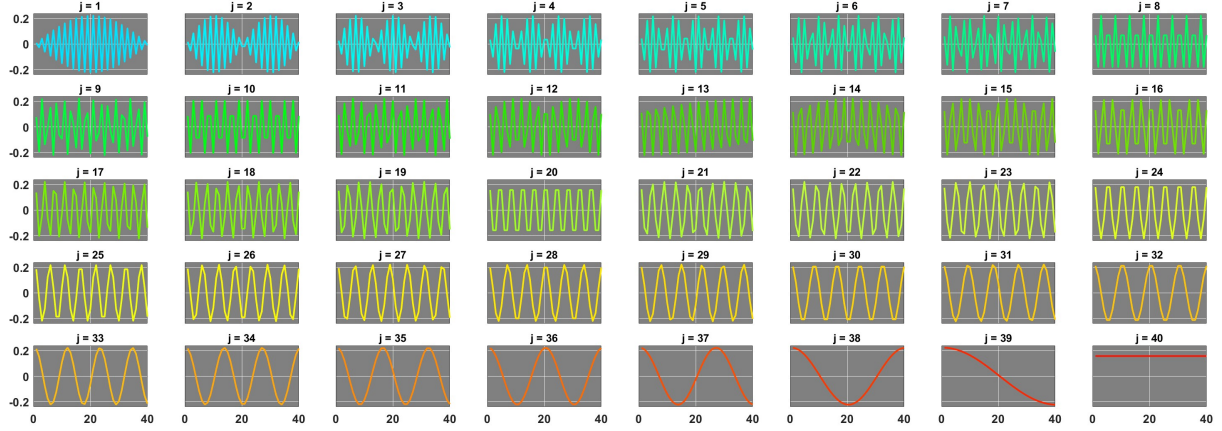 j = 1 j = 2 j = 3 j = 4 j = 5 j = 6 j = 7 j = 8
0.2
0
-0.2
j = 9 j = 10 j = 11 j = 12 j = 13 j = 14 j = 15 j = 16
0.2
0
-0.2
j = 17 j = 18 j = 19 j = 20 j = 21 j = 22 j = 23 j = 24
0.2
0
-0.2
j = 25 j = 26 j = 27 j = 28 j = 29 j = 30 j = 31 j = 32
0.2
0
-0.2
j = 33 j = 34 j = 35 j = 36 j = 37 j = 38 j = 39 j = 40
0.2
0
-0.2
0 20 40 0 20 40 0 20 40 0 20 40 0 20 40 0 20 40 0 20 40 0 20 40